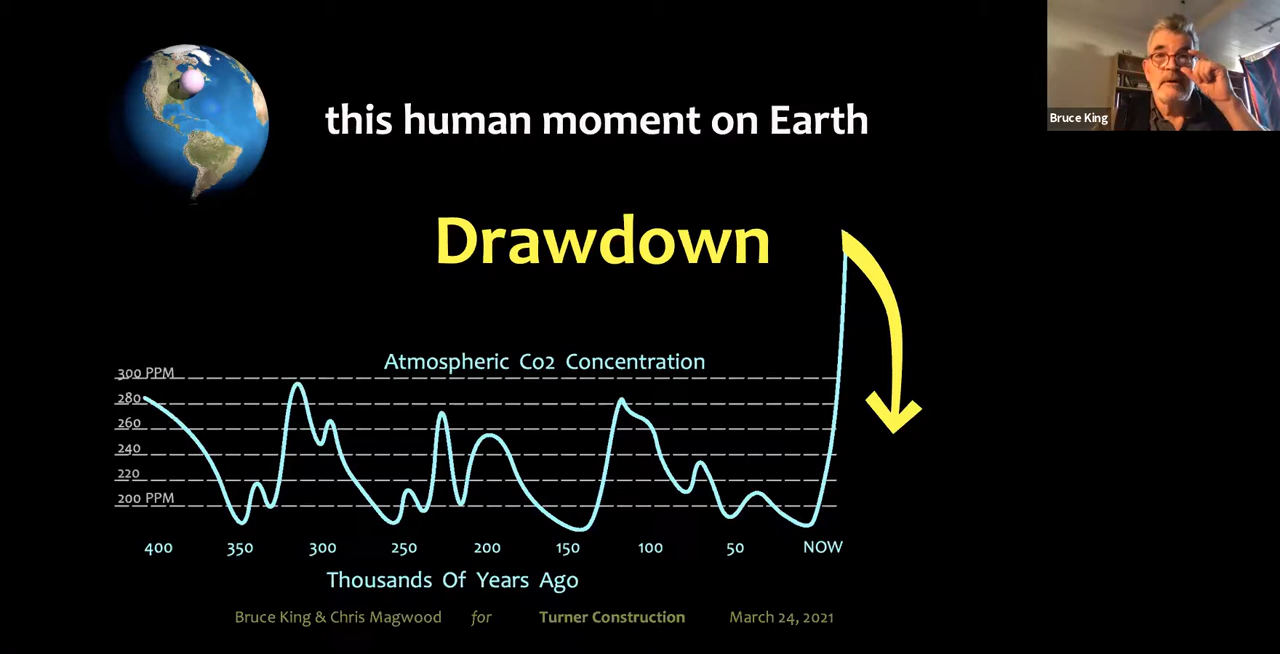 this human moment on Earth
Bruce King
Drawdown
Atmospheric Co2 Concentration
300 PPM
280
260
240
220
200 PPM
400 350 300 250 200 150 100 50 NOW
Thousands Of Years Ago
Bruce King & Chris Magwood for Turner Construction March 24, 2021